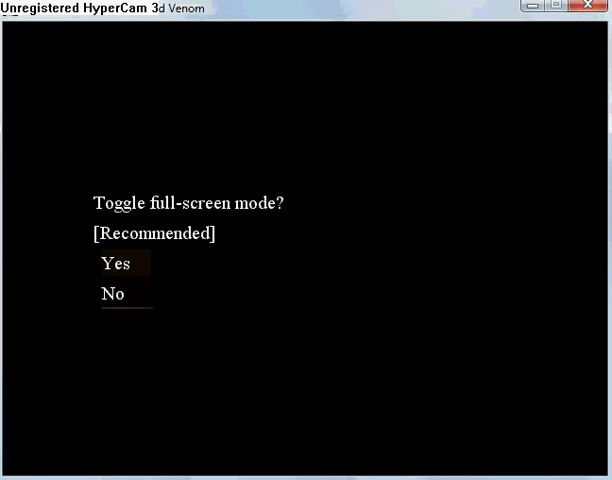 Unregistered HyperCam 3d Venom
Toggle full-screen mode?
[Recommended]
Yes
No